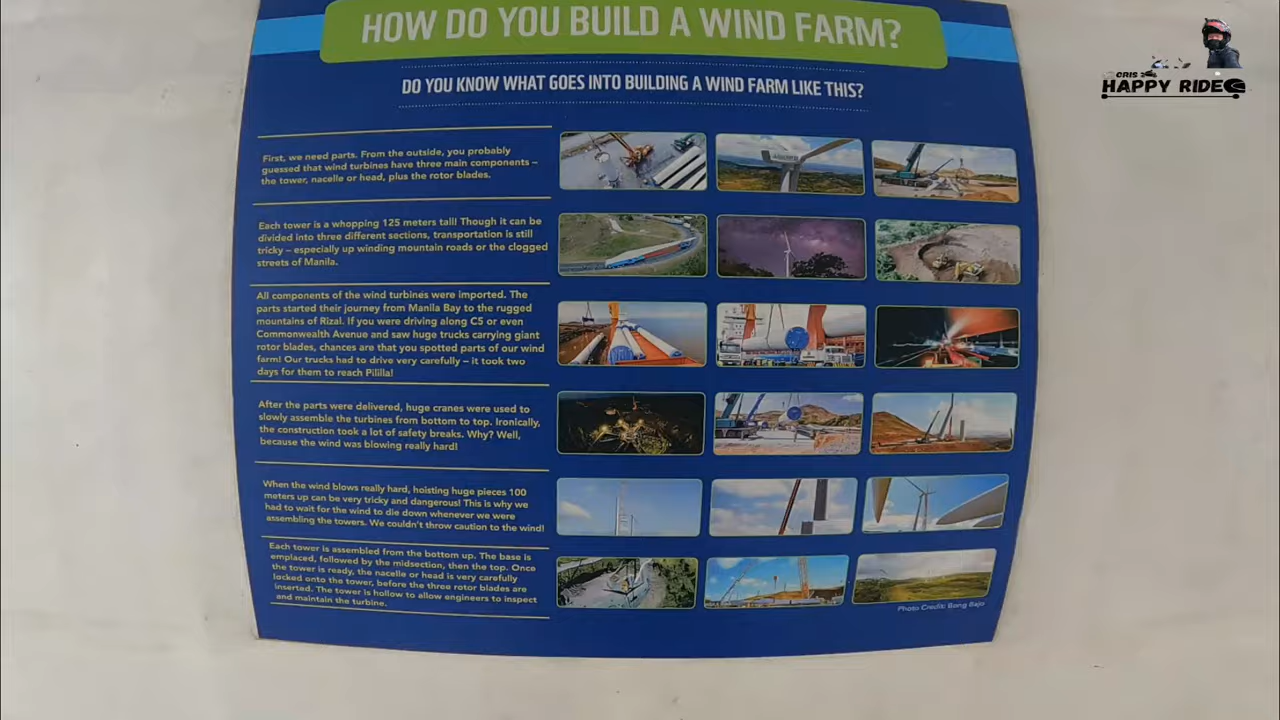 HOW DO YOU BUILD A WIND FARM?
DO YOU KNOW WHAT GOES INTO BUILDING A WIND FARM LIKE THIS?
First, we need parts. From the outside, you probably
guessed that wind turbines have three main components –
the tower, nacelle or head, plus the rotor blades.
Each tower is a whopping 125 meters tall! Though it can be
divided into three different sections, transportation is still
tricky – especially up winding mountain roads or the clogged
streets of Manila.
All components of the wind turbines were imported. The
parts started their journey from Manila Bay to the rugged
mountains of Rizal. If you were driving along C5 or even
Commonwealth Avenue and saw huge trucks carrying giant
rotor blades, chances are that you spotted parts of our wind
farm! Our trucks had to drive very carefully – it took two
days for them to reach Pililla!
After the parts were delivered, huge cranes were used to
slowly assemble the turbines from bottom to top. Ironically,
the construction took a lot of safety breaks. Why? Well,
because the wind was blowing really hard!
When the wind blows really hard, hoisting huge pieces 100
meters up can be very tricky and dangerous! This is why we
had to wait for the wind to die down whenever we were
assembling the towers. We couldn't throw caution to the wind!
Each tower is assembled from the bottom up. The base is
emplaced, followed by the midsection, then the top. Once
the tower is ready, the nacelle or head is very carefully
locked onto the tower, before the three rotor blades are
inserted. The tower is hollow to allow engineers to inspect
and maintain the turbine.
Photo Credit: Bong Bajo
CRIS
HAPPY RIDE